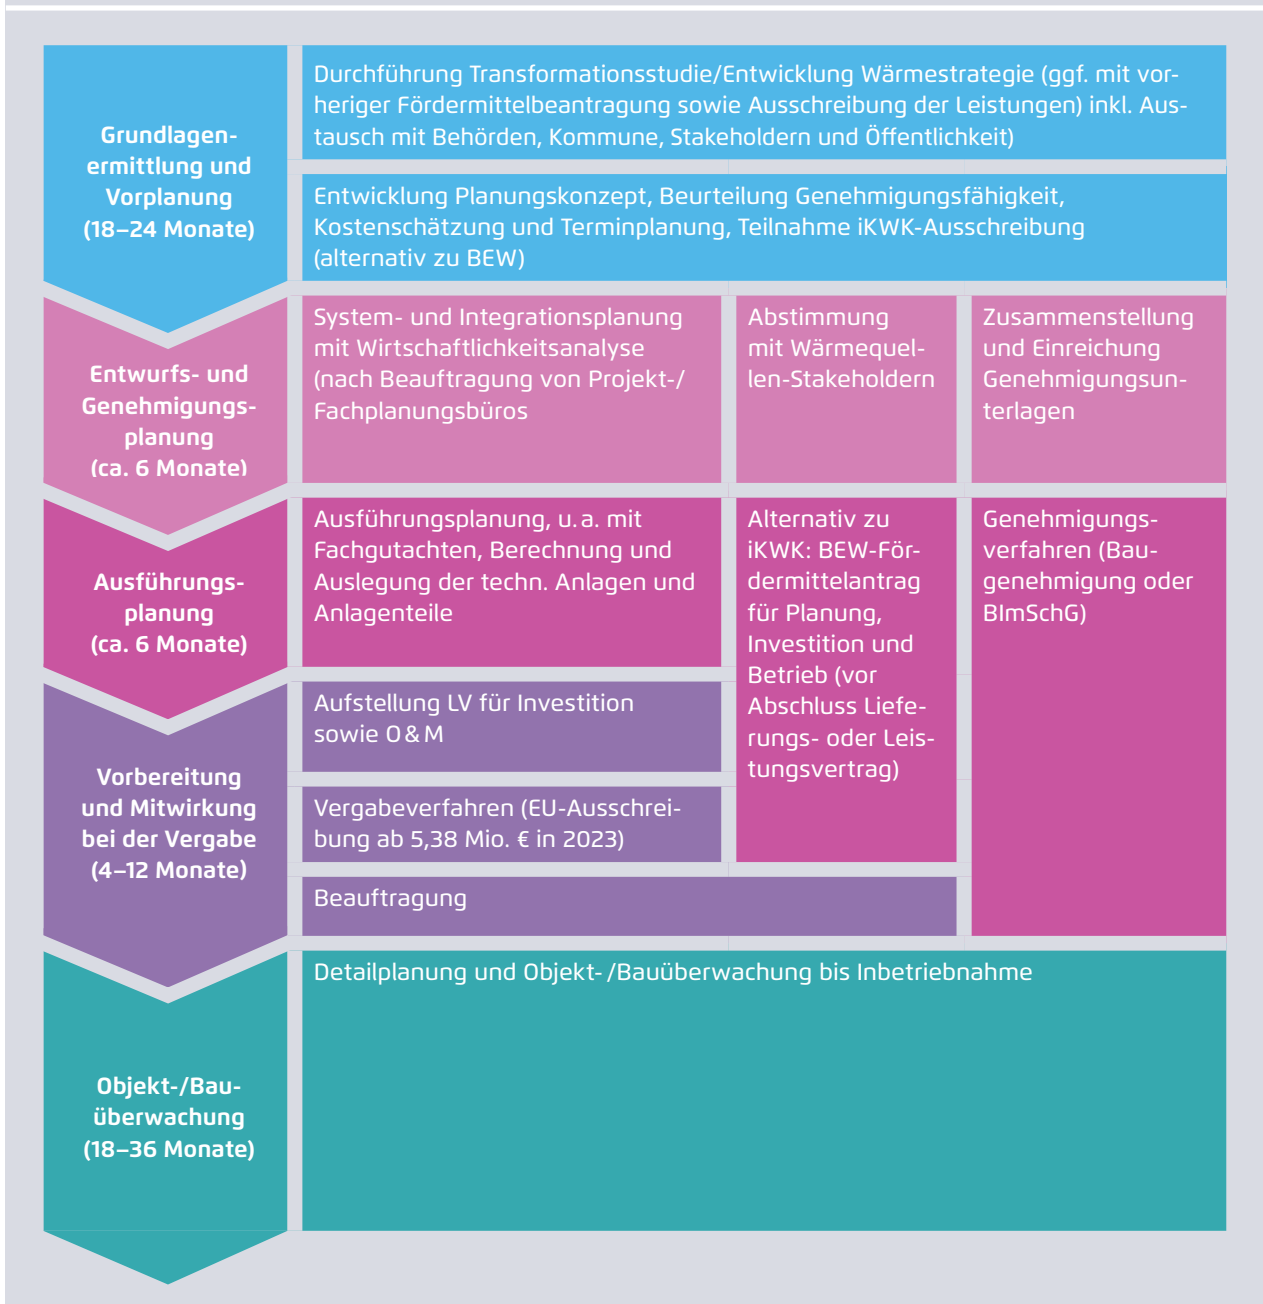 Grundlagen-
ermittlung und
Vorplanung
(18–24 Monate)
Durchführung Transformationsstudie/Entwicklung Wärmestrategie (ggf. mit vor-
heriger Fördermittelbeantragung sowie Ausschreibung der Leistungen) inkl. Aus-
tausch mit Behörden, Kommune, Stakeholdern und Öffentlichkeit)
Entwicklung Planungskonzept, Beurteilung Genehmigungsfähigkeit,
Kostenschätzung und Terminplanung, Teilnahme iKWK-Ausschreibung
(alternativ zu BEW)
Entwurfs- und
Genehmigungs-
planung
(ca. 6 Monate)
System- und Integrationsplanung
mit Wirtschaftlichkeitsanalyse
(nach Beauftragung von Projekt-/
Fachplanungsbüros
Abstimmung
mit Wärmequel-
len-Stakeholdern
Zusammenstellung
und Einreichung
Genehmigungsun-
terlagen
Ausführungs-
planung
(ca. 6 Monate)
Ausführungsplanung, u. a. mit
Fachgutachten, Berechnung und
Auslegung der techn. Anlagen und
Anlagenteile
Alternativ zu
iKWK: BEW-För-
dermittelantrag
für Planung,
Investition und
Betrieb (vor
Abschluss Liefe-
rungs- oder Leis-
tungsvertrag)
Genehmigungs-
verfahren (Bau-
genehmigung oder
BImSchG)
Vorbereitung
und Mitwirkung
bei der Vergabe
(4–12 Monate)
Aufstellung LV für Investition
sowie O & M
Vergabeverfahren (EU-Ausschrei-
bung ab 5,38 Mio. € in 2023)
Beauftragung
Objekt-/Bau-
überwachung
(18–36 Monate)
Detailplanung und Objekt- /Bauüberwachung bis Inbetriebnahme